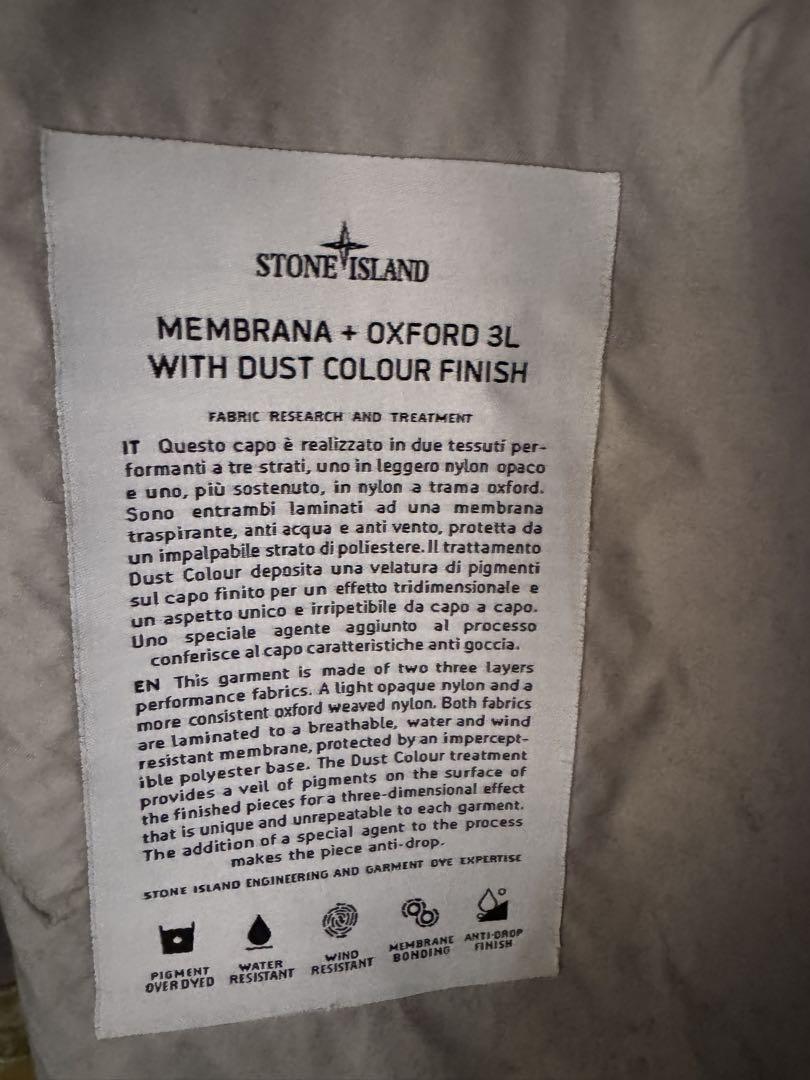 STONE ISLAND
MEMBRANA + OXFORD 3L
WITH DUST COLOUR FINISH
FABRIC RESEARCH AND TREATMENT
IT Questo capo è realizzato in due tessuti per-
formanti a tre strati, uno in leggero nylon opaco
e uno, più sostenuto, in nylon a trama oxford.
Sono entrambi laminati ad una membrana
traspirante, anti acqua e anti vento, protetta da
un impalpabile strato di poliestere. Il trattamento
Dust Colour deposita una velatura di pigmenti
sul capo finito per un effetto tridimensionale e
un aspetto unico e irripetibile da capo a capo.
Uno speciale agente aggiunto al processo
conferisce al capo caratteristiche anti goccia.
EN This garment is made of two three layers
performance fabrics. A light opaque nylon and a
more consistent oxford weaved nylon. Both fabrics
are laminated to a breathable, water and wind
resistant membrane, protected by an impercept-
ible polyester base. The Dust Colour treatment
provides a veil of pigments on the surface of
the finished pieces for a three-dimensional effect
that is unique and unrepeatable to each garment.
The addition of a special agent to the process
makes the piece anti-drop.
STONE ISLAND ENGINEERING AND GARMENT DYE EXPERTISE
PIGMENT
OVER DYED
WATER
RESISTANT
WIND
RESISTANT
MEMBRANE
BONDING
ANTI-DROP
FINISH